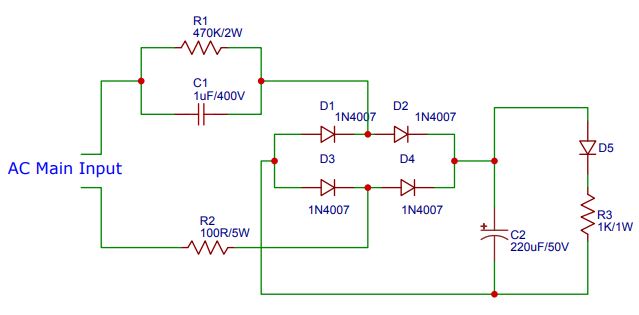 R1
470K/2W
C1
1uF/400V
D1
1N4007
D2
1N4007
AC Main Input
D3
D4
D5
1N4007
1N4007
R2
100R/5W
R3
1K/1W
+
C2
220uF/50V